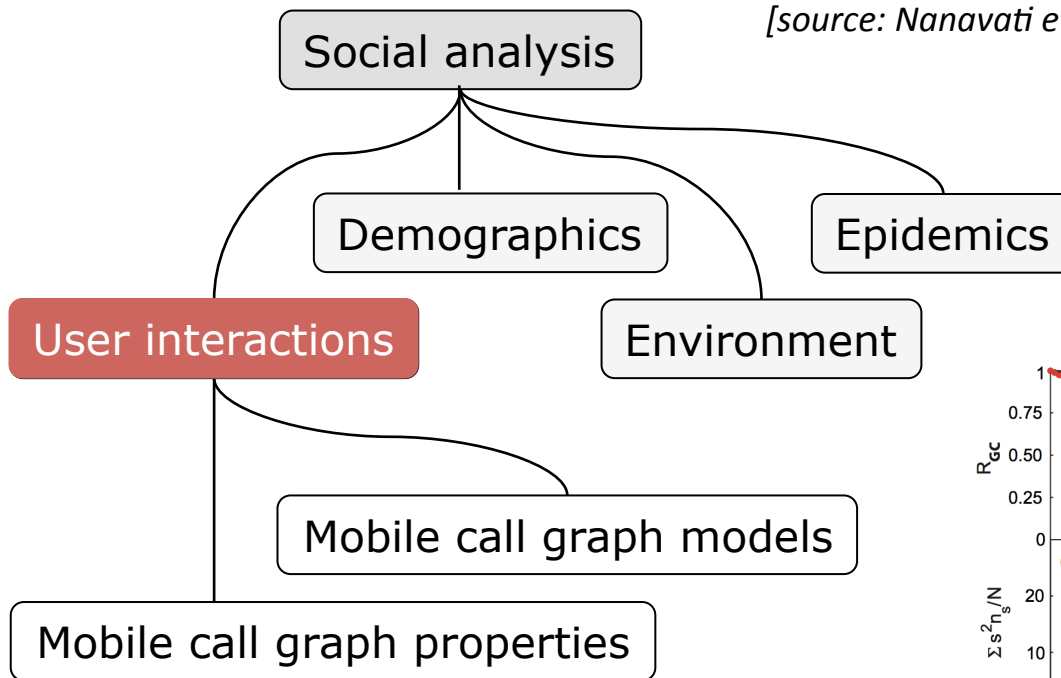 [source: Nanavati e
Social analysis
Demographics
Epidemics
User interactions
Environment
Mobile call graph models
Mobile call graph properties
1
0.75
R_GC 0.50
0.25
0
20
Σ s²n_s/N
10